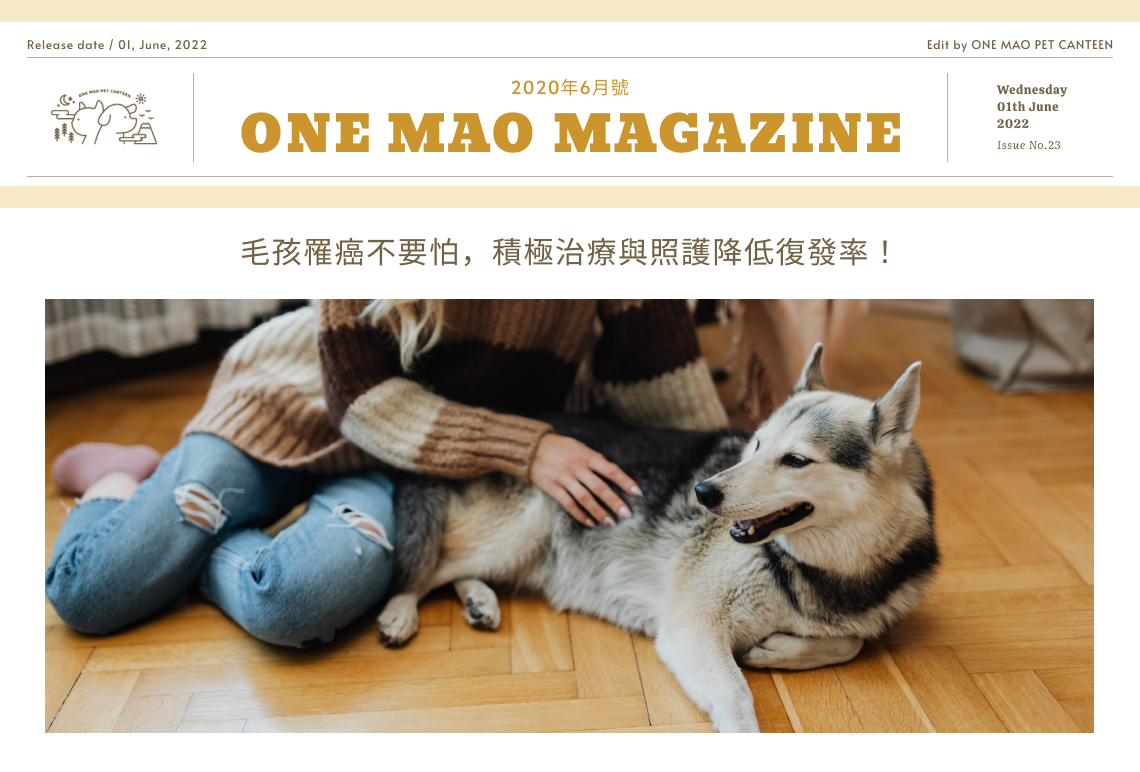 Release date / 01, June, 2022
Edit by ONE MAO PET CANTEEN
ONE MAO PET CANTEEN
2020年6月號
ONE MAO MAGAZINE
Wednesday
01th June
2022
Issue No.23
毛孩罹癌不要怕，積極治療與照護降低復發率！